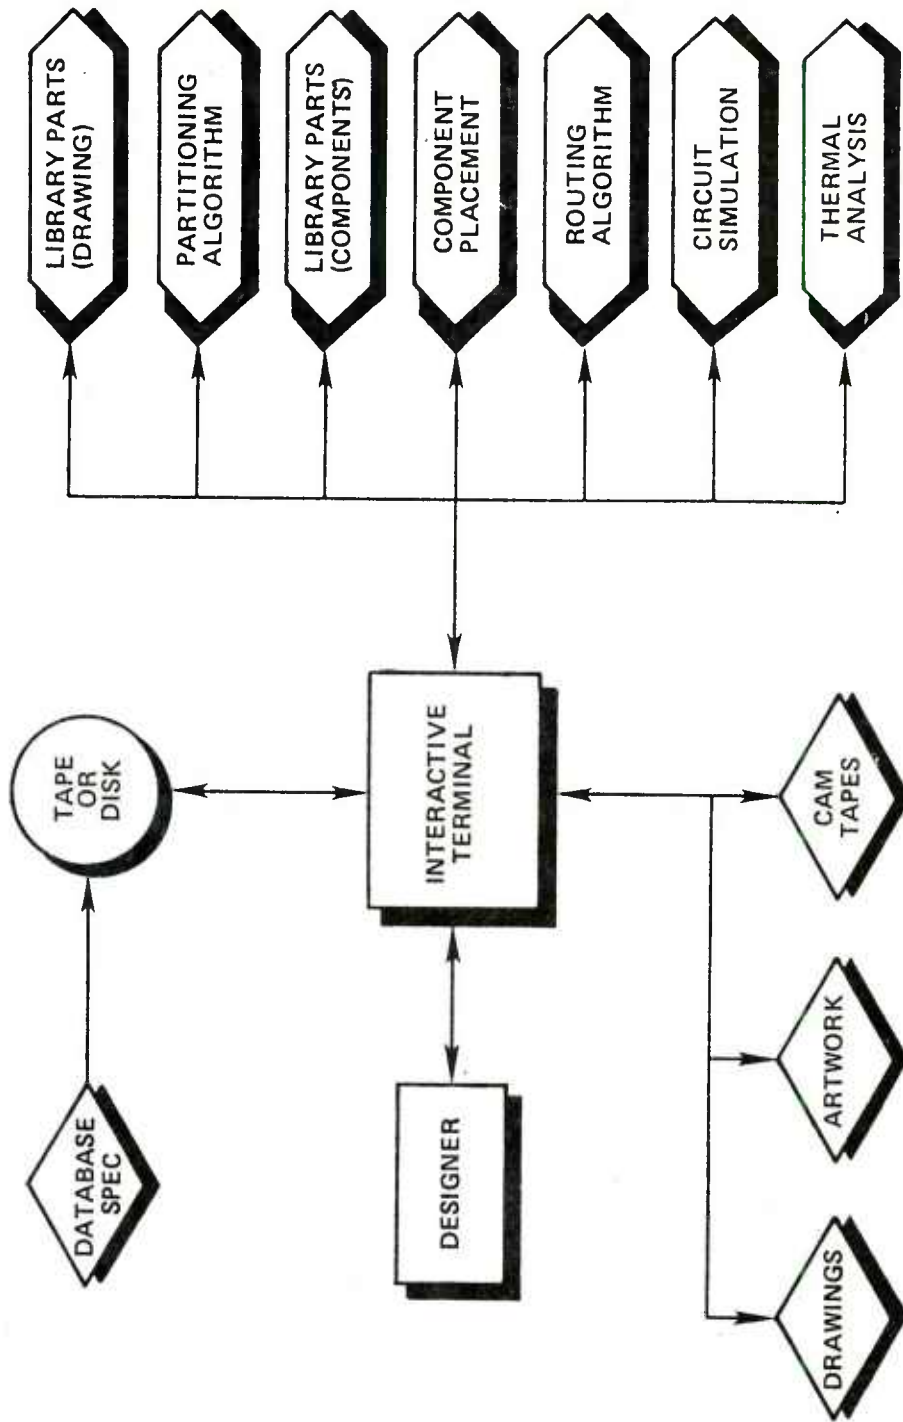 LIBRARY PARTS
(DRAWING)
PARTITIONING
ALGORITHM
LIBRARY PARTS
(COMPONENTS)
COMPONENT
PLACEMENT
ROUTING
ALGORITHM
CIRCUIT
SIMULATION
THERMAL
ANALYSIS
TAPE
OR
DISK
INTERACTIVE
TERMINAL
CAM
TAPES
DATABASE
SPEC
DESIGNER
ARTWORK
DRAWINGS